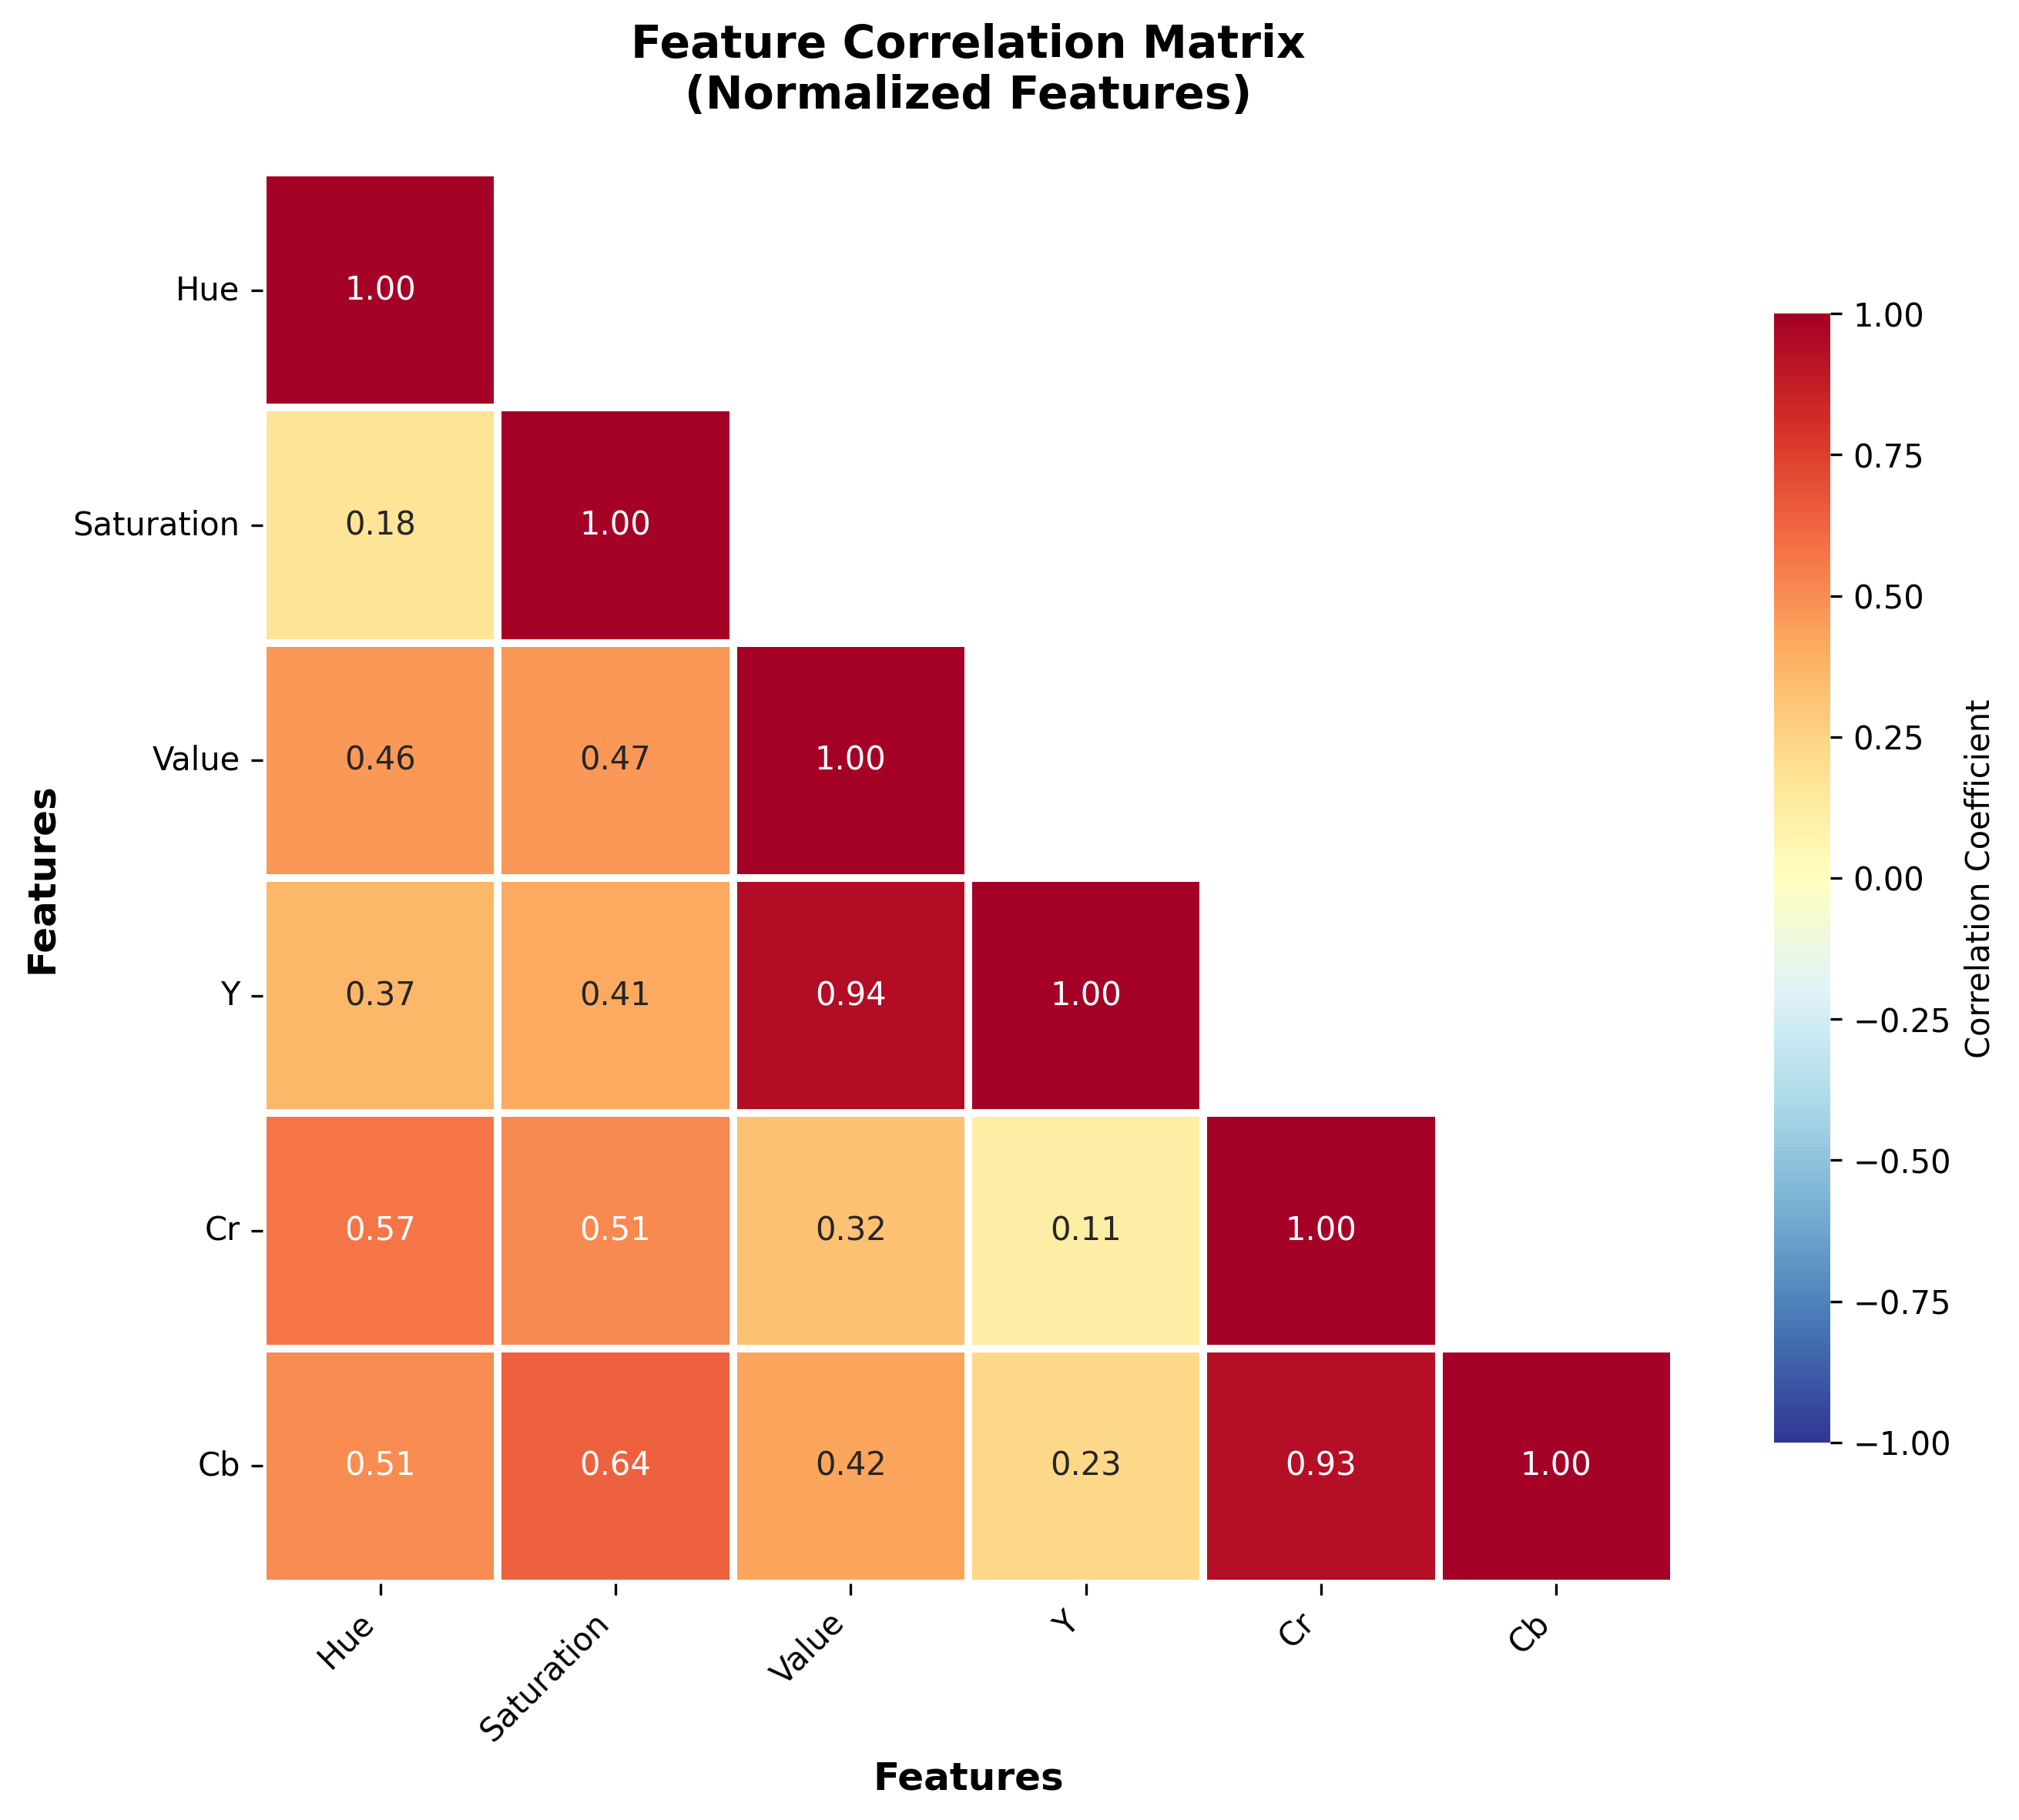 Feature Correlation Matrix
(Normalized Features)
Features
Hue 1.00
Saturation 0.18 1.00
Value 0.46 0.47 1.00
Y 0.37 0.41 0.94 1.00
Cr 0.57 0.51 0.32 0.11 1.00
Cb 0.51 0.64 0.42 0.23 0.93 1.00
Hue Saturation Value Y Cr Cb
Features
1.00
0.75
0.50
0.25
0.00
−0.25
−0.50
−0.75
−1.00
Correlation Coefficient